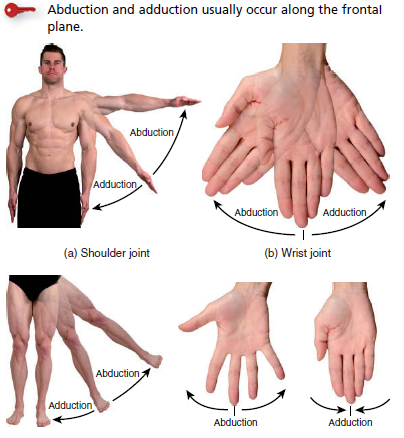 Abduction and adduction usually occur along the frontal
plane.
Abduction
Adduction
Abduction
Adduction
(a) Shoulder joint
(b) Wrist joint
Abduction
Adduction
Abduction
Adduction